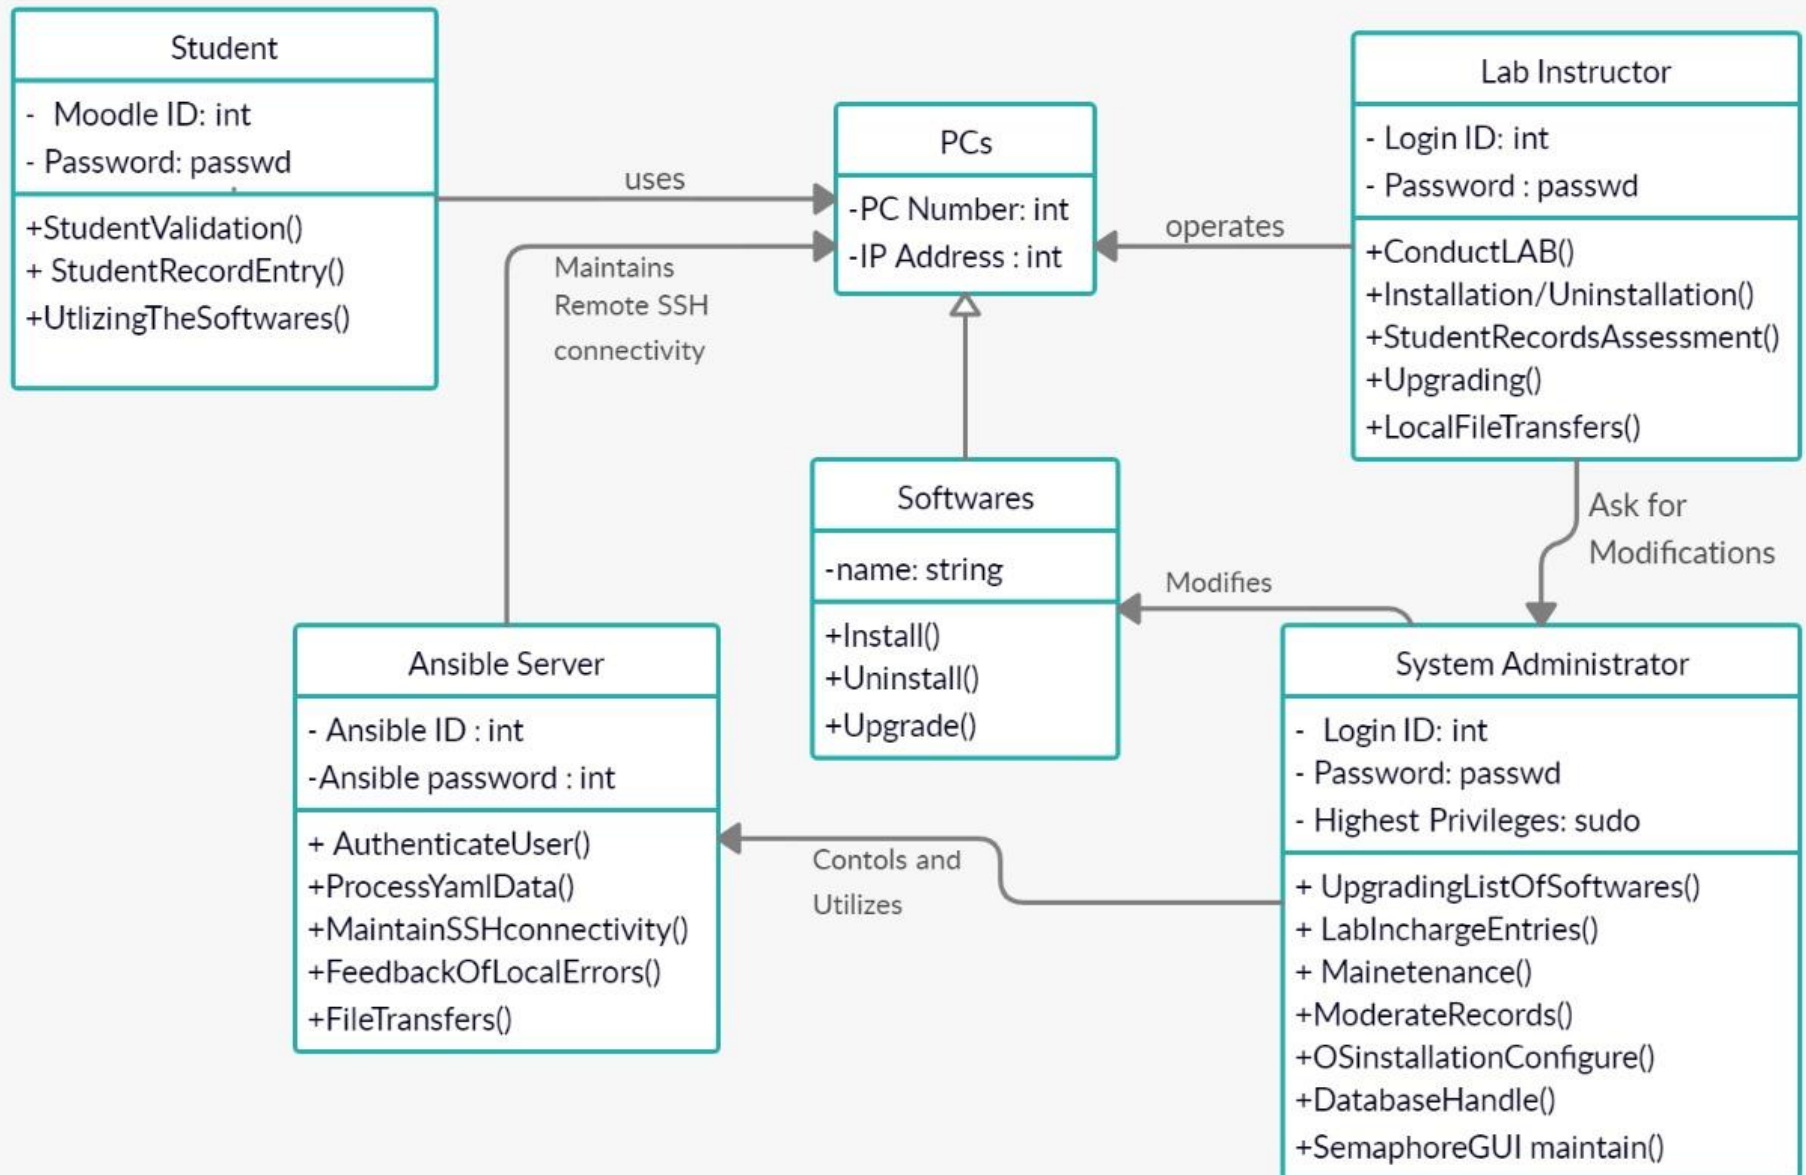 Student
-  Moodle ID: int
- Password: passwd
+StudentValidation()
+ StudentRecordEntry()
+UtlizingTheSoftwares()
uses
Maintains
Remote SSH
connectivity
PCs
-PC Number: int
-IP Address : int
operates
Lab Instructor
- Login ID: int
- Password : passwd
+ConductLAB()
+Installation/Uninstallation()
+StudentRecordsAssessment()
+Upgrading()
+LocalFileTransfers()
Ask for
Modifications
Softwares
-name: string
+Install()
+Uninstall()
+Upgrade()
Modifies
Ansible Server
- Ansible ID : int
-Ansible password : int
+ AuthenticateUser()
+ProcessYamlData()
+MaintainSSHconnectivity()
+FeedbackOfLocalErrors()
+FileTransfers()
Contols and
Utilizes
System Administrator
-  Login ID: int
- Password: passwd
- Highest Privileges: sudo
+ UpgradingListOfSoftwares()
+ LabInchargeEntries()
+ Mainetenance()
+ModerateRecords()
+OSinstallationConfigure()
+DatabaseHandle()
+SemaphoreGUI maintain()